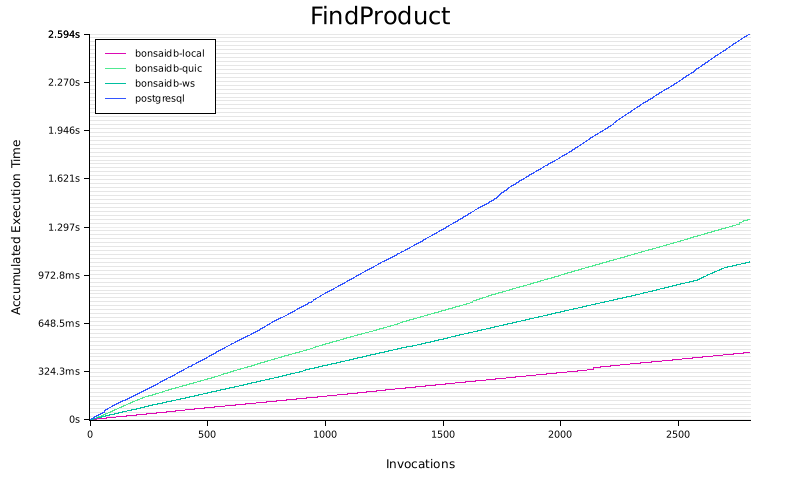 FindProduct
2.594s
2.270s
1.946s
1.621s
1.297s
972.8ms
648.5ms
324.3ms
0s
bonsaidb-local
bonsaidb-quic
bonsaidb-ws
postgresql
Accumulated Execution Time
0 500 1000 1500 2000 2500
Invocations